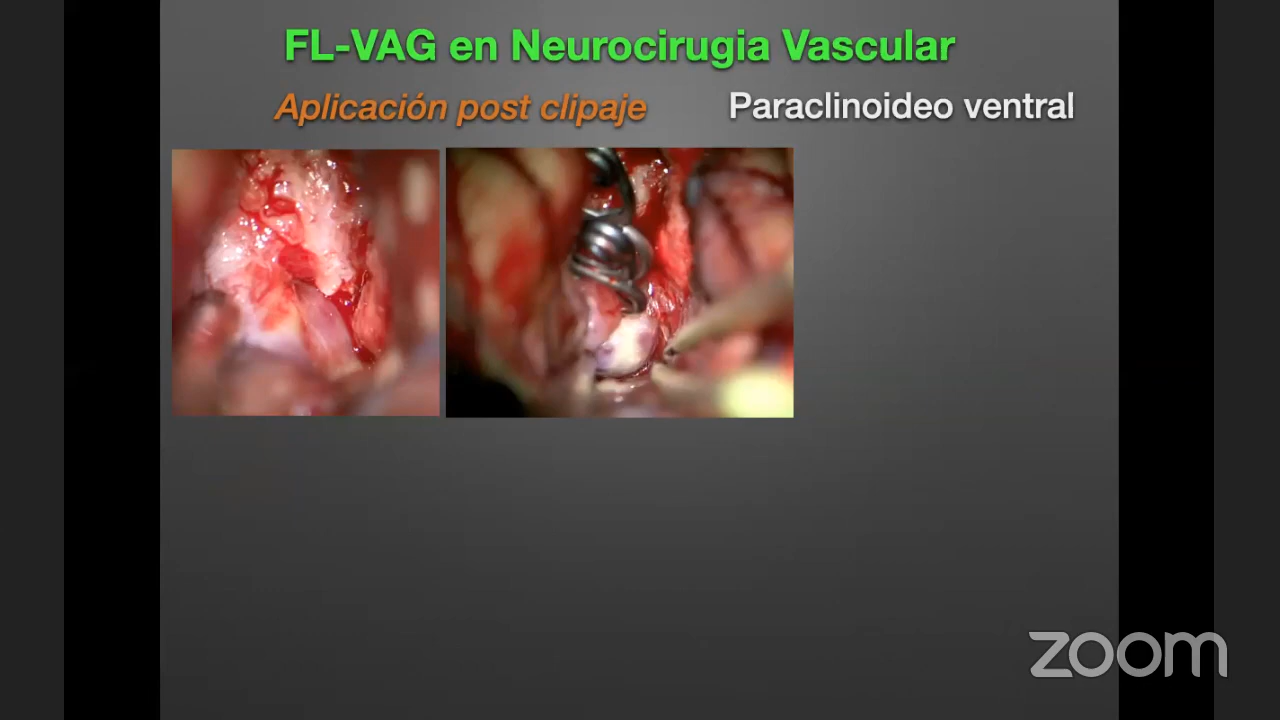 FL-VAG en Neurocirugia Vascular
Aplicación post clipaje
Paraclinoideo ventral
zoom